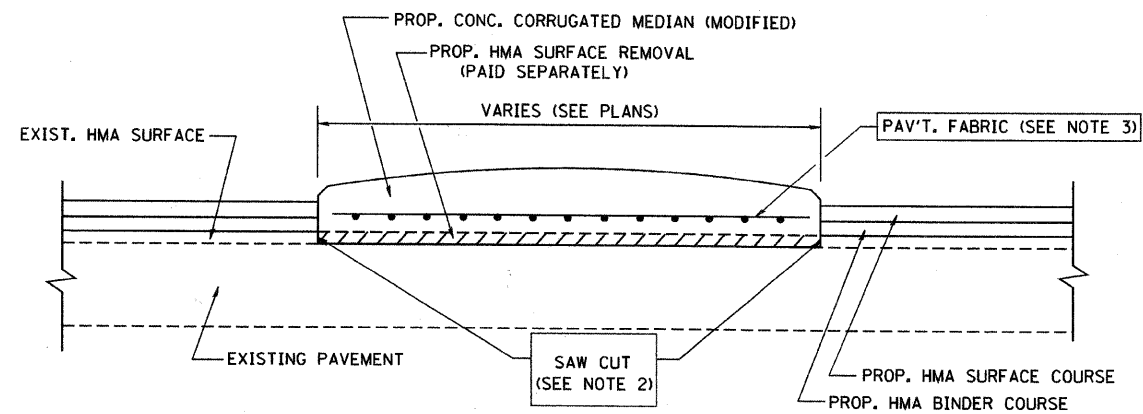 PROP. CONC. CORRUGATED MEDIAN (MODIFIED)
PROP. HMA SURFACE REMOVAL
(PAID SEPARATELY)
VARIES (SEE PLANS)
EXIST. HMA SURFACE
PAV'T. FABRIC (SEE NOTE 3)
EXISTING PAVEMENT
SAW CUT
(SEE NOTE 2)
PROP. HMA SURFACE COURSE
PROP. HMA BINDER COURSE